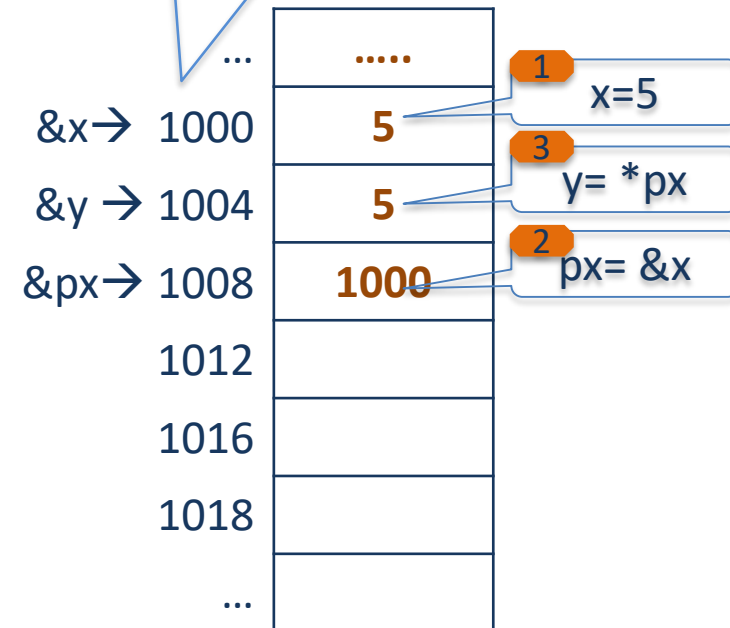 ... .....
1
x=5
&x→ 1000 5
3
y= *px
&y → 1004 5
2
px= &x
&px→ 1008 1000
1012
1016
1018
...